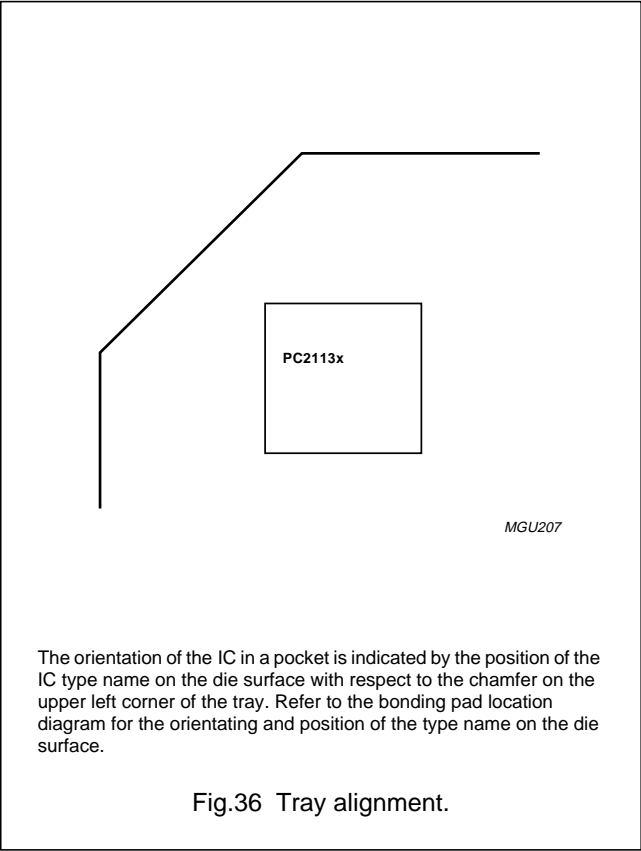 PC2113x
MGU207
The orientation of the IC in a pocket is indicated by the position of the
IC type name on the die surface with respect to the chamfer on the
upper left corner of the tray. Refer to the bonding pad location
diagram for the orientating and position of the type name on the die
surface.
Fig.36 Tray alignment.